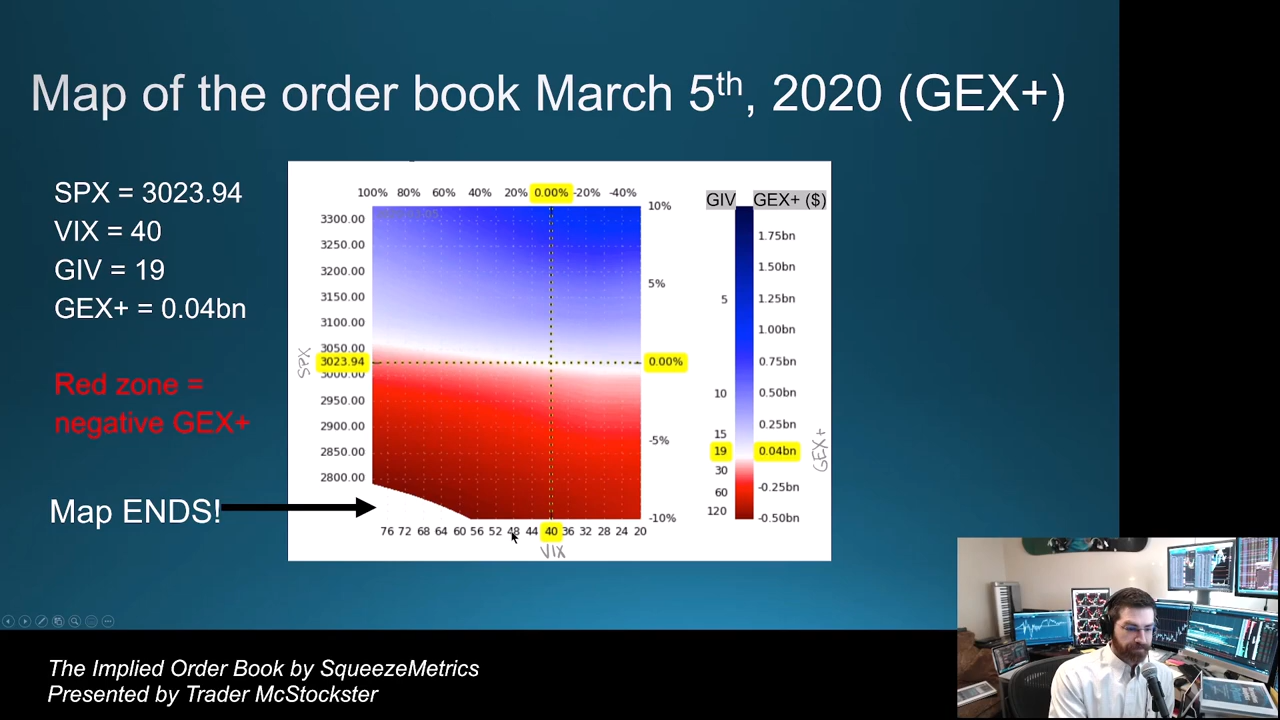 Map of the order book March 5th, 2020 (GEX+)
SPX = 3023.94
VIX = 40
GIV = 19
GEX+ = 0.04bn
Red zone =
negative GEX+
Map ENDS!
100% 80% 60% 40% 20% 0.00% -20% -40%
3300.00
3250.00
3200.00
3150.00
3100.00
3050.00
3023.94
3000.00
2950.00
2900.00
2850.00
2800.00
SPX
10%
5%
0.00%
-5%
-10%
76 72 68 64 60 56 52 48 44 40 36 32 28 24 20
VIX
GIV GEX+ ($)
1.75bn
1.50bn
5 1.25bn
1.00bn
0.75bn
10 0.50bn
15 0.25bn
19 0.04bn
30
60 -0.25bn
120 -0.50bn
GEX+
The Implied Order Book by SqueezeMetrics
Presented by Trader McStockster